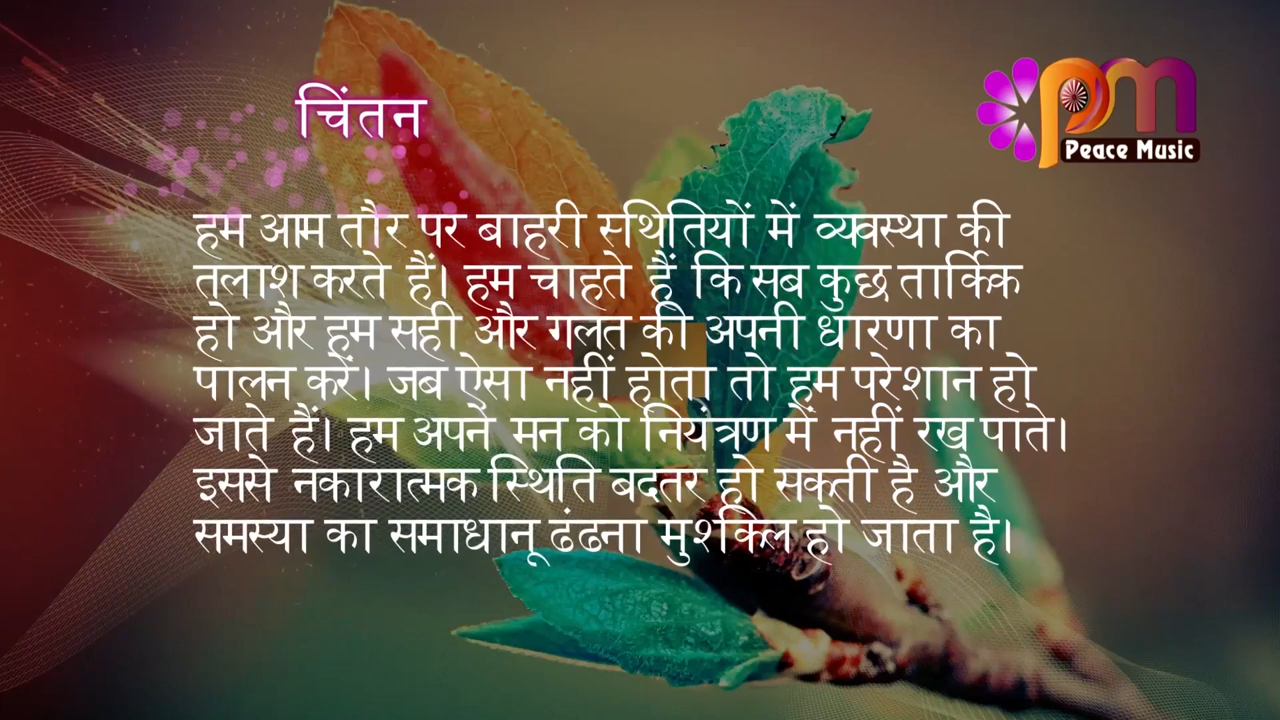 चिंतन
pm
Peace Music
हम आम तौर पर बाहरी स्थितियों में व्यवस्था की
तलाश करते हैं। हम चाहते हैं कि सब कुछ तार्किक
हो और हम सही और गलत की अपनी धारणा का
पालन करें। जब ऐसा नहीं होता तो हम परेशान हो
जाते हैं। हम अपने मन को नियंत्रण में नहीं रख पाते।
इससे नकारात्मक स्थिति बदतर हो सकती है और
समस्या का समाधानू ढंढना मुश्किल हो जाता है।